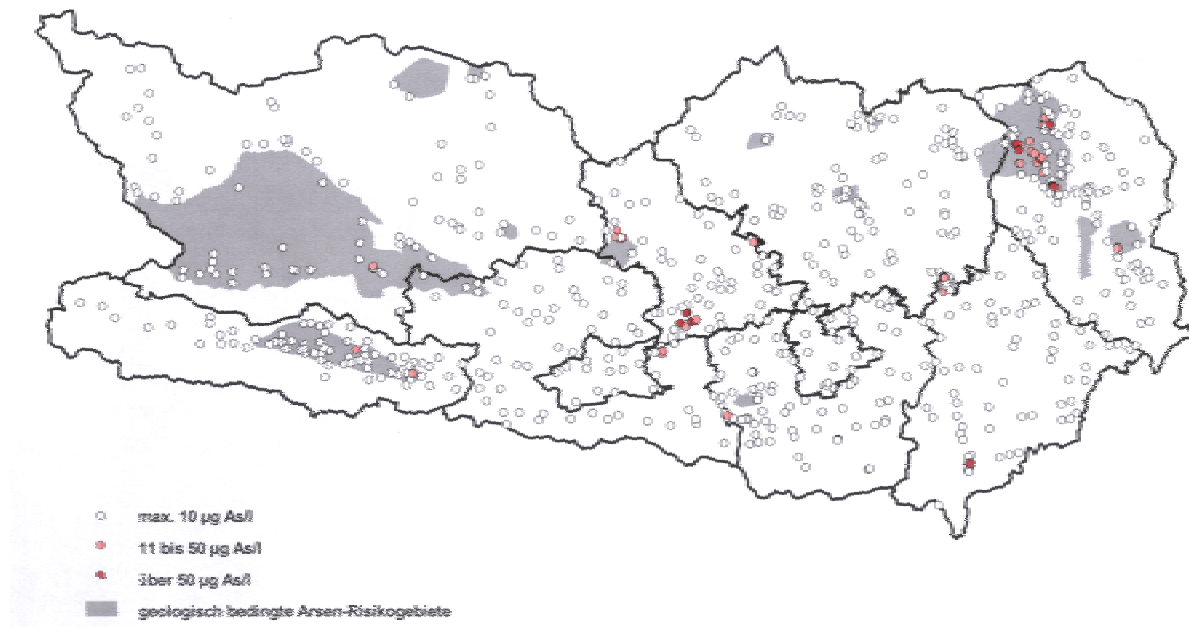 max. 10 µg As/l
11 bis 50 µg As/l
über 50 µg As/l
geologisch bedingte Arsen-Risikogebiete